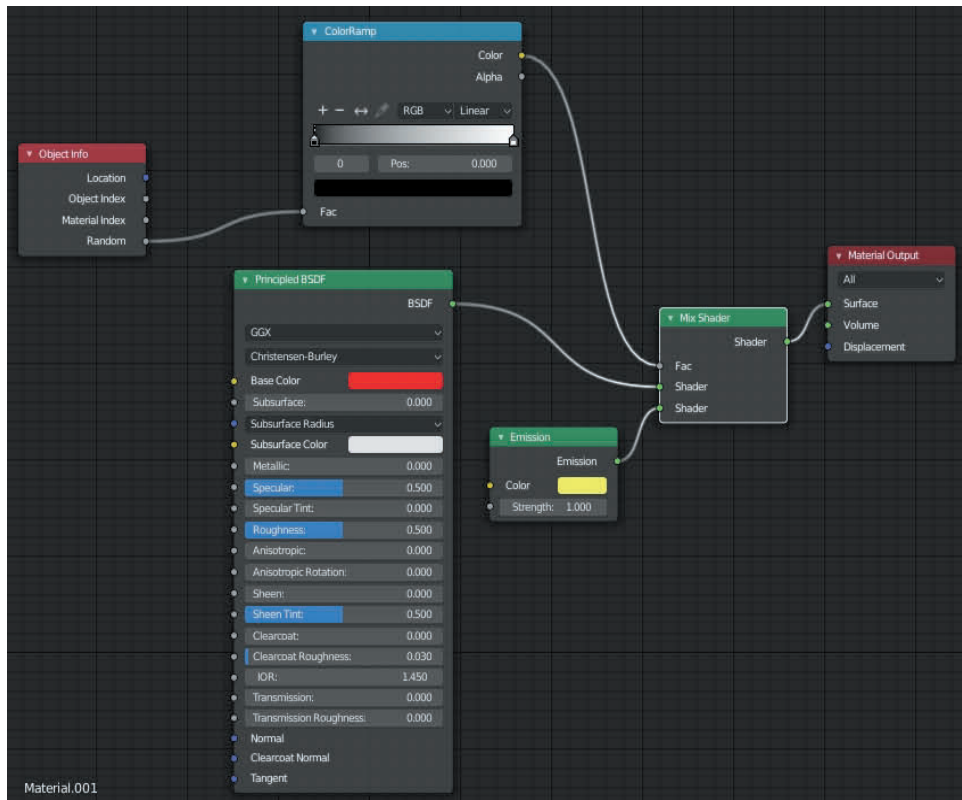 ColorRamp
Color
Alpha
RGB Linear
0 Pos: 0.000
Fac
Object Info
Location
Object Index
Material Index
Random
Principled BSDF
BSDF
GGX
Christensen-Burley
Base Color
Subsurface: 0.000
Subsurface Radius
Subsurface Color
Metallic: 0.000
Specular: 0.500
Specular Tint: 0.000
Roughness: 0.500
Anisotropic: 0.000
Anisotropic Rotation: 0.000
Sheen: 0.000
Sheen Tint: 0.500
Clearcoat: 0.000
Clearcoat Roughness: 0.030
IOR: 1.450
Transmission: 0.000
Transmission Roughness: 0.000
Normal
Clearcoat Normal
Tangent
Emission
Emission
Color
Strength: 1.000
Mix Shader
Shader
Fac
Shader
Shader
Material Output
All
Surface
Volume
Displacement
Material.001